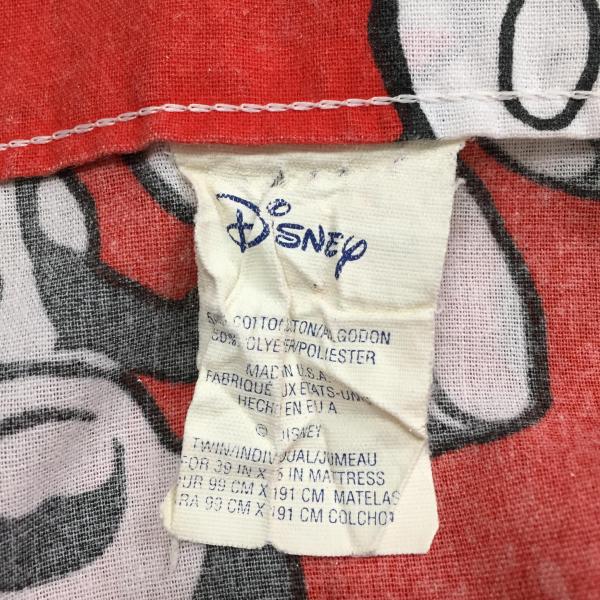 Disney
50% COTTON/COTON/ALGODON
50% POLYESTER/POLIESTER
MADE IN U.S.A.
FABRIQUÉ AUX ETATS-UNIS
HECHO EN E U A
© DISNEY
TWIN/INDIVIDUAL/JUMEAU
FOR 39 IN X 75 IN MATTRESS
POUR 99 CM X 191 CM MATELAS
PARA 99 CM X 191 CM COLCHON